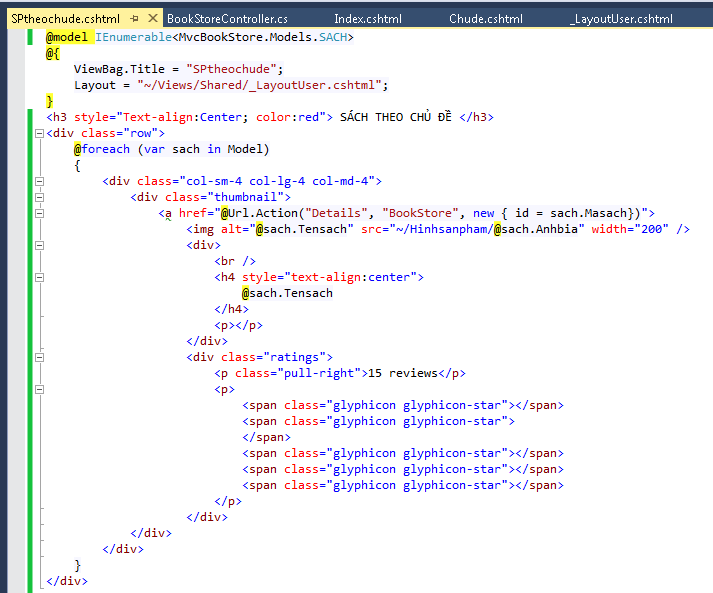 SPtheochude.cshtml BookStoreController.cs Index.cshtml Chude.cshtml _LayoutUser.cshtml
@model IEnumerable<MvcBookStore.Models.SACH>
@{
ViewBag.Title = "SPtheochude";
Layout = "~/Views/Shared/_LayoutUser.cshtml";
}
<h3 style="Text-align:Center; color:red"> SÁCH THEO CHỦ ĐỀ </h3>
<div class="row">
@foreach (var sach in Model)
{
<div class="col-sm-4 col-lg-4 col-md-4">
<div class="thumbnail">
<a href="@Url.Action("Details", "BookStore", new { id = sach.Masach})">
<img alt="@sach.Tensach" src="~/Hinhsanpham/@sach.Anhbia" width="200" />
<div>
<br />
<h4 style="text-align:center">
@sach.Tensach
</h4>
<p></p>
</div>
<div class="ratings">
<p class="pull-right">15 reviews</p>
<p>
<span class="glyphicon glyphicon-star"></span>
<span class="glyphicon glyphicon-star">
</span>
<span class="glyphicon glyphicon-star"></span>
<span class="glyphicon glyphicon-star"></span>
<span class="glyphicon glyphicon-star"></span>
</p>
</div>
</div>
</div>
}
</div>